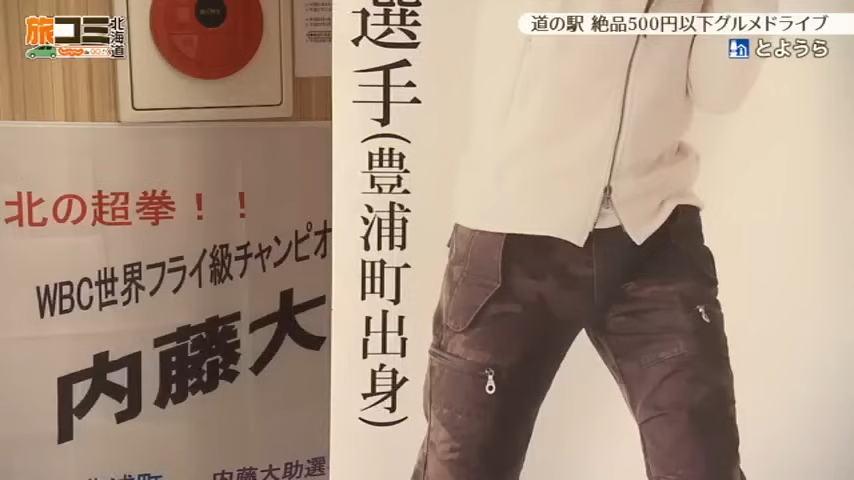 旅コミ北海道
道の駅 絶品500円以下グルメドライブ
とようら
北の超拳！！
WBC世界フライ級チャンピオ
内藤大
内藤大助選
選手(豊浦町出身)